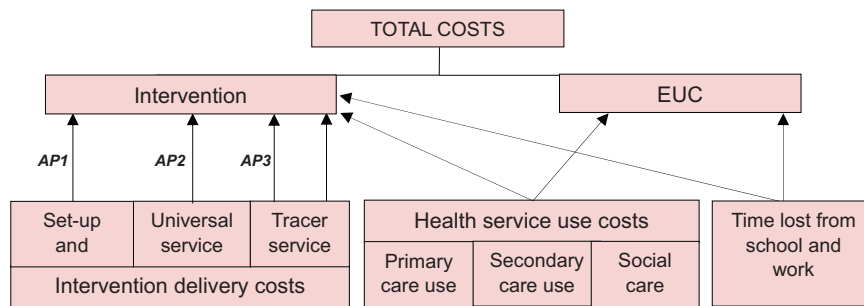 TOTAL COSTS
Intervention
EUC
AP1
AP2
AP3
Set-up
and
Universal
service
Tracer
service
Intervention delivery costs
Health service use costs
Primary
care use
Secondary
care use
Social
care
Time lost from
school and
work